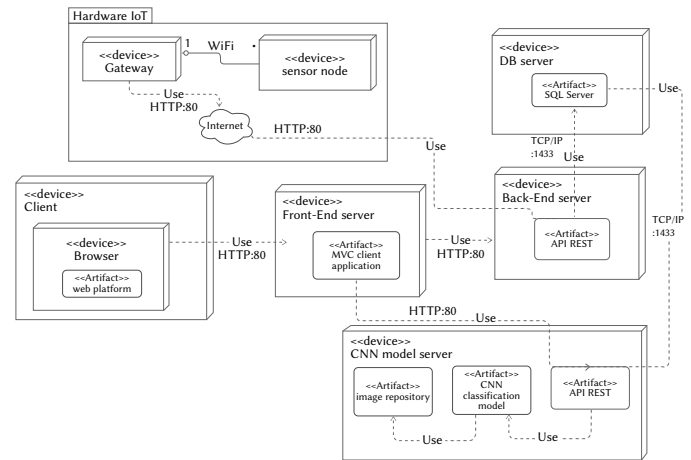 Hardware IoT
<<device>>
Gateway
1
WiFi
<<device>>
sensor node
Use
HTTP:80
Internet
HTTP:80
Use
<<device>>
DB server
<<Artifact>>
SQL Server
Use
TCP/IP
:1433
Use
TCP/IP
:1433
<<device>>
Client
<<device>>
Browser
<<Artifact>>
web platform
Use
HTTP:80
<<device>>
Front-End server
<<Artifact>>
MVC client
application
Use
HTTP:80
<<device>>
Back-End server
<<Artifact>>
API REST
HTTP:80
Use
<<device>>
CNN model server
<<Artifact>>
image repository
<<Artifact>>
CNN
classification
model
<<Artifact>>
API REST
Use
Use